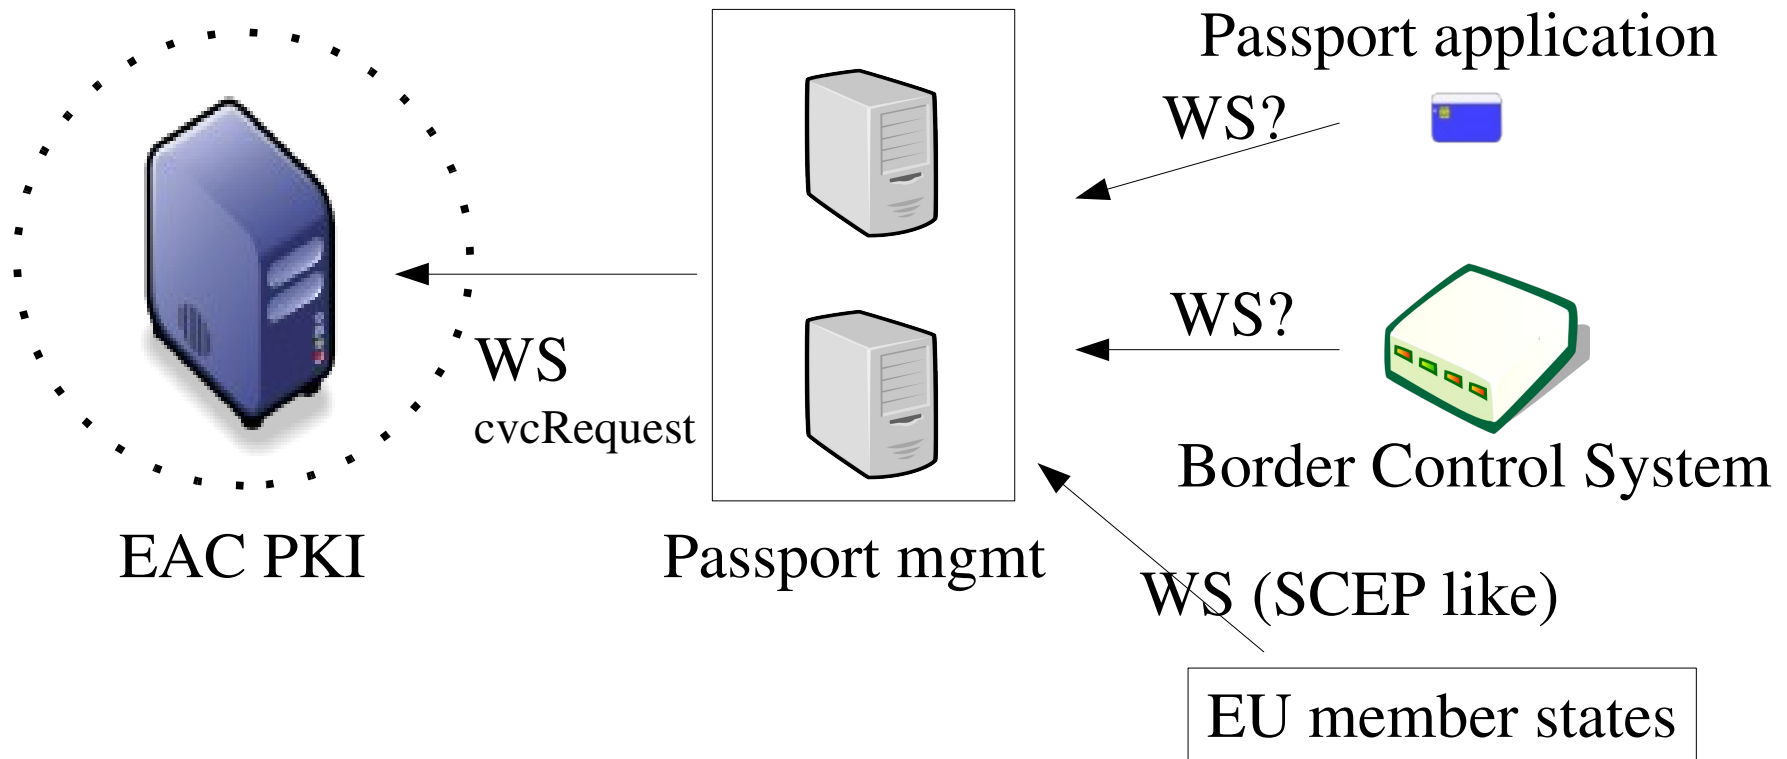 Passport application
WS?
WS?
WS
cvcRequest
Border Control System
EAC PKI
Passport mgmt
WS (SCEP like)
EU member states